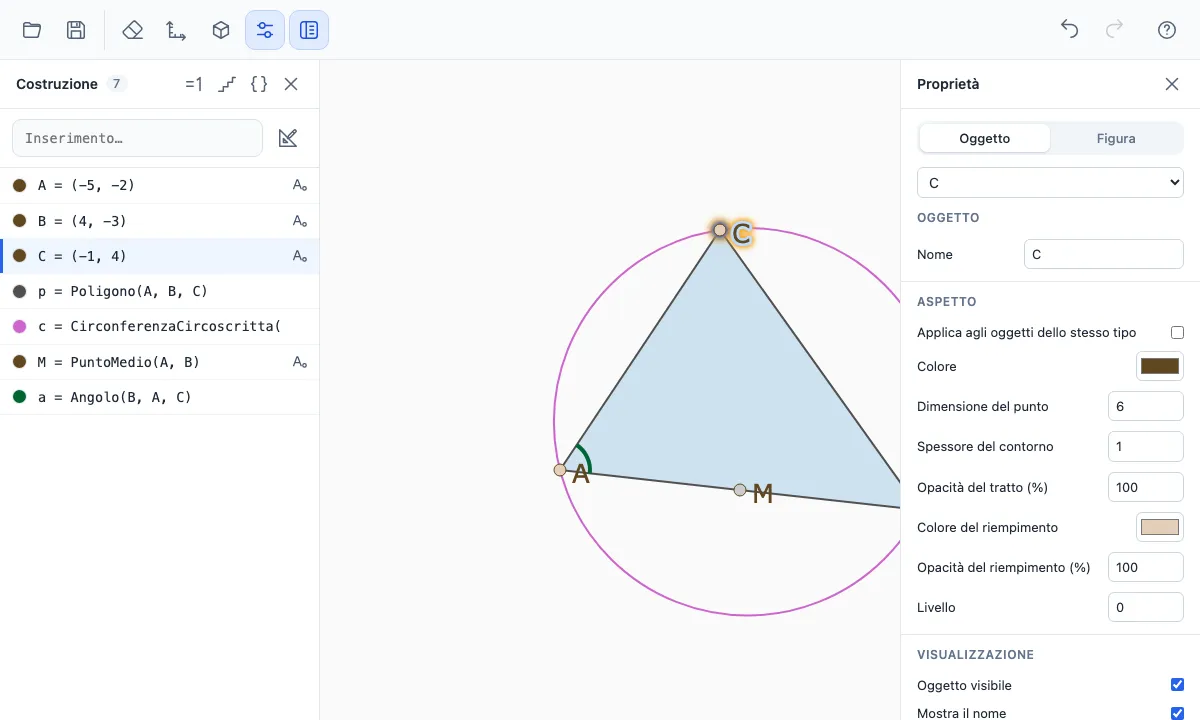 Costruzione 7
=1
{}
Inserimento…
A = (−5, −2)
B = (4, −3)
C = (−1, 4)
p = Poligono(A, B, C)
c = CirconferenzaCircoscritta(
M = PuntoMedio(A, B)
a = Angolo(B, A, C)
C
A
M
Proprietà
Oggetto Figura
C
OGGETTO
Nome C
ASPETTO
Applica agli oggetti dello stesso tipo
Colore
Dimensione del punto 6
Spessore del contorno 1
Opacità del tratto (%) 100
Colore del riempimento
Opacità del riempimento (%) 100
Livello 0
VISUALIZZAZIONE
Oggetto visibile
Mostra il nome